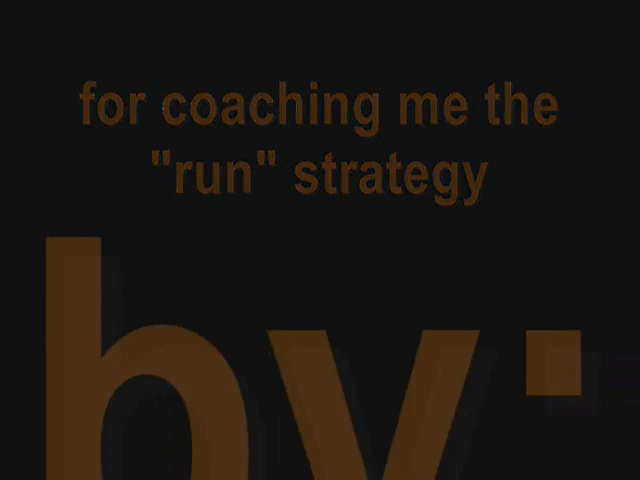 for coaching me the
"run" strategy
by: